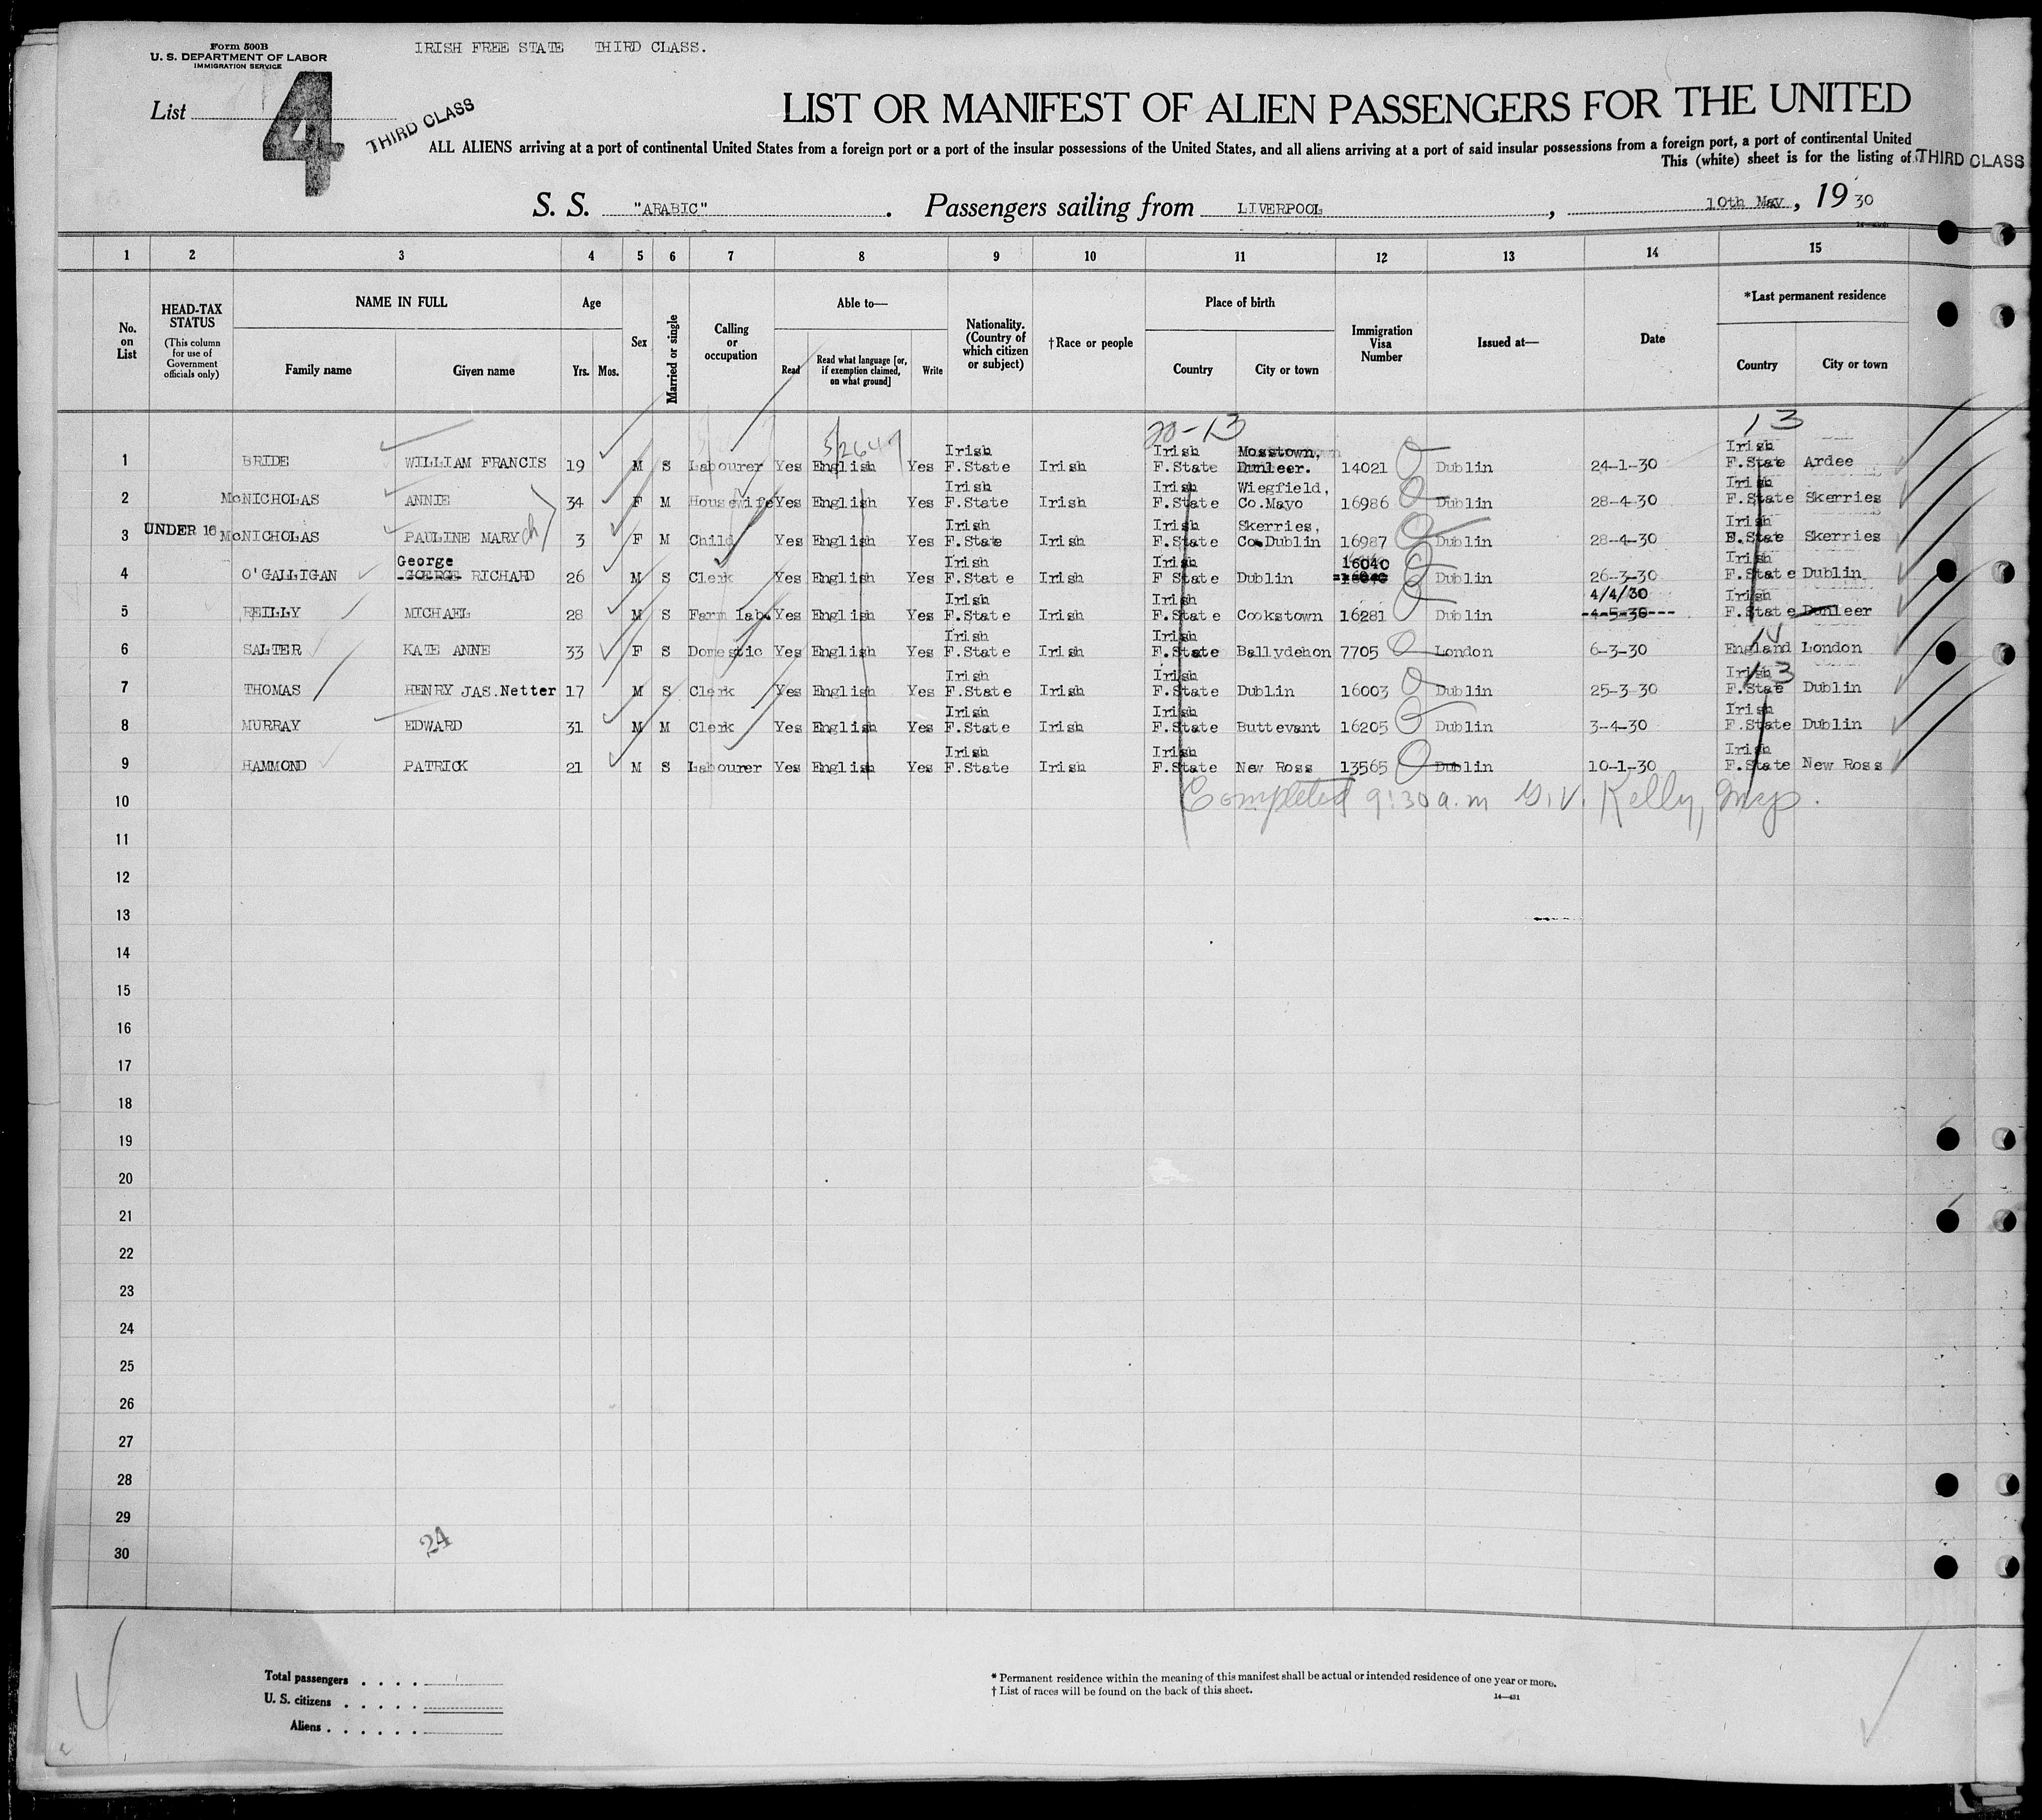 Form 500B
U. S. DEPARTMENT OF LABOR
IMMIGRATION SERVICE
IRISH FREE STATE THIRD CLASS.
List 4
THIRD CLASS
LIST OR MANIFEST OF ALIEN PASSENGERS FOR THE UNITED
ALL ALIENS arriving at a port of continental United States from a foreign port or a port of the insular possessions of the United States, and all aliens arriving at a port of said insular possessions from a foreign port, a port of continental United
This (white) sheet is for the listing of THIRD CLASS
S. S. "ARABIC" . Passengers sailing from LIVERPOOL , 10th May , 19 30
1 2 3 4 5 6 7 8 9 10 11 12 13 14 15
No. on List
HEAD-TAX STATUS (This column for use of Government officials only)
NAME IN FULL
Family name Given name
Age
Yrs. Mos.
Sex
Married or single
Calling or occupation
Able to—
Read
Read what language [or, if exemption claimed, on what ground]
Write
Nationality. (Country of which citizen or subject)
†Race or people
Place of birth
Country City or town
Immigration Visa Number
Issued at—
Date
*Last permanent residence
Country City or town
20-13 13
1 BRIDE WILLIAM FRANCIS 19 M S Labourer Yes English Yes Irish F.State Irish Irish F.State Mosstown, Dunleer. 14021 Dublin 24-1-30 Irish F.State Ardee
2 McNICHOLAS ANNIE 34 F M Housewife Yes English Yes Irish F.State Irish Irish F.State Wiegfield, Co.Mayo 16986 Dublin 28-4-30 Irish F.State Skerries
3 UNDER 16 McNICHOLAS PAULINE MARY ch 3 F M Child Yes English Yes Irish F.State Irish Irish F.State Skerries, Co.Dublin 16987 Dublin 28-4-30 Irish F.State Skerries
4 O'GALLIGAN George RICHARD 26 M S Clerk Yes English Yes Irish F.State Irish Irish F State Dublin 16040 Dublin 26-3-30 Irish F.State Dublin
5 REILLY MICHAEL 28 M S Farm lab. Yes English Yes Irish F.State Irish Irish F.State Cookstown 16281 Dublin 4/4/30 4-5-30 Irish F.State Dunleer
6 SALTER KATE ANNE 33 F S Domestic Yes English Yes Irish F.State Irish Irish F.State Ballydehon 7705 London 6-3-30 England London
7 THOMAS HENRY JAS.Netter 17 M S Clerk Yes English Yes Irish F.State Irish Irish F.State Dublin 16003 Dublin 25-3-30 Irish F.State 13 Dublin
8 MURRAY EDWARD 31 M M Clerk Yes English Yes Irish F.State Irish Irish F.State Buttevant 16205 Dublin 3-4-30 Irish F.State Dublin
9 HAMMOND PATRICK 21 M S Labourer Yes English Yes Irish F.State Irish Irish F.State New Ross 13565 Dublin 10-1-30 Irish F.State New Ross
10 Completed 9:30 a.m Kelly, Insp.
11
12
13
14
15
16
17
18
19
20
21
22
23
24
25
26
27
28
29
30
24
Total passengers . . . .
U. S. citizens . . . . .
Aliens . . . . . .
* Permanent residence within the meaning of this manifest shall be actual or intended residence of one year or more.
† List of races will be found on the back of this sheet.
14—431